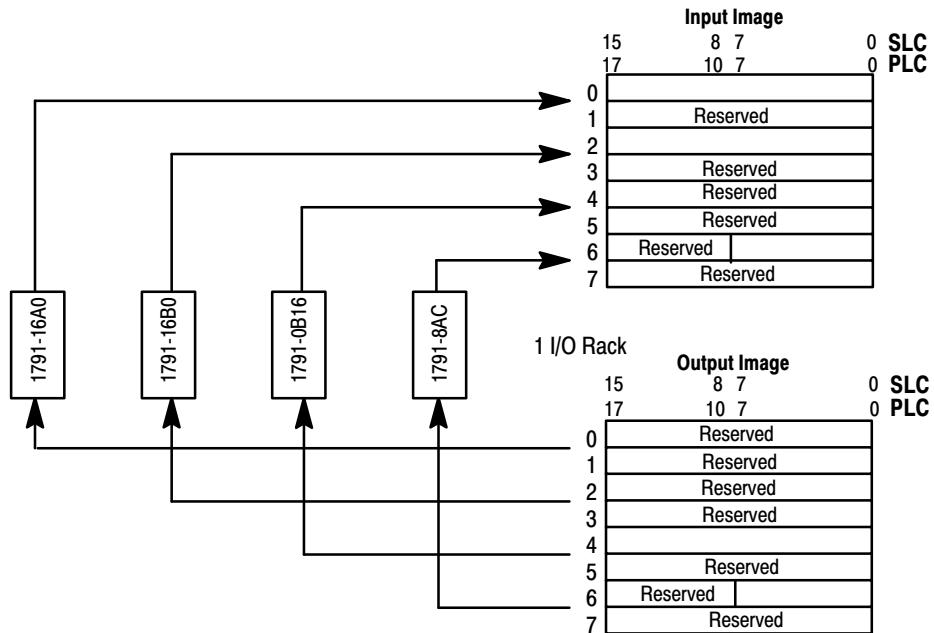 Input Image
15 8 7 0 SLC
17 10 7 0 PLC
0
1 Reserved
2
3 Reserved
4 Reserved
5 Reserved
6 Reserved
7 Reserved
1791-16A0
1791-16B0
1791-0B16
1791-8AC
1 I/O Rack
Output Image
15 8 7 0 SLC
17 10 7 0 PLC
0 Reserved
1 Reserved
2 Reserved
3 Reserved
4
5 Reserved
6 Reserved
7 Reserved